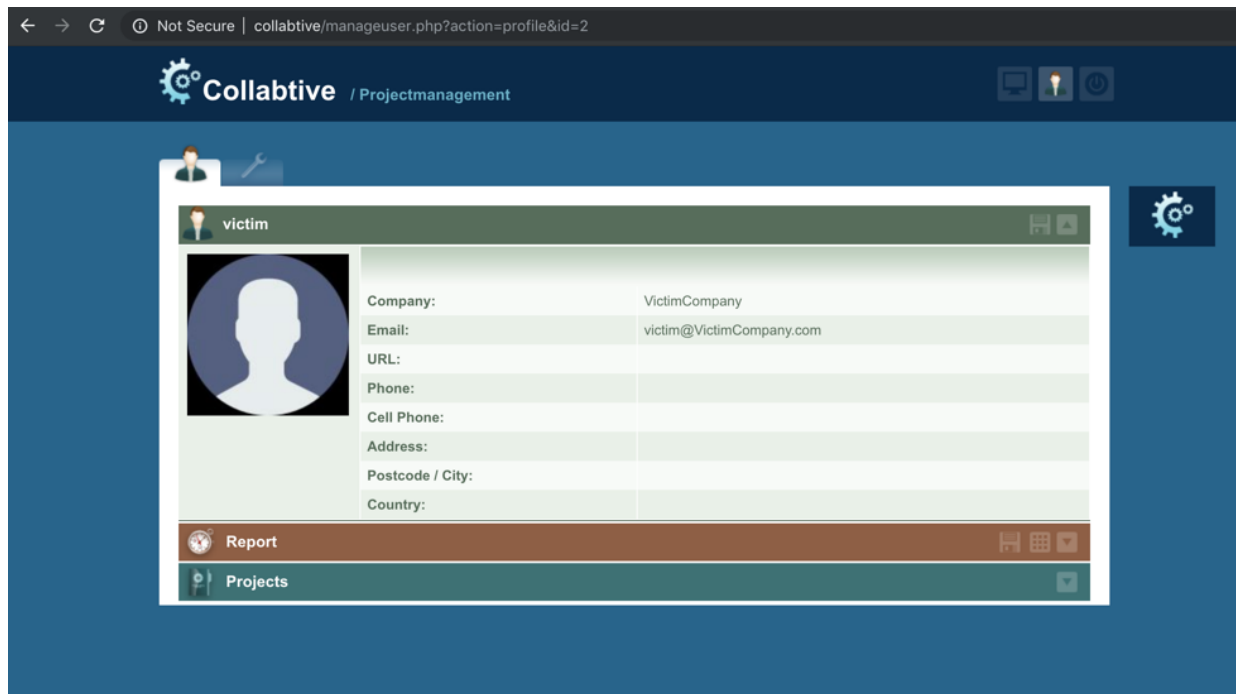 Not Secure | collabtive/manageuser.php?action=profile&id=2
Collabtive / Projectmanagement
victim
Company: VictimCompany
Email: victim@VictimCompany.com
URL:
Phone:
Cell Phone:
Address:
Postcode / City:
Country:
Report
Projects